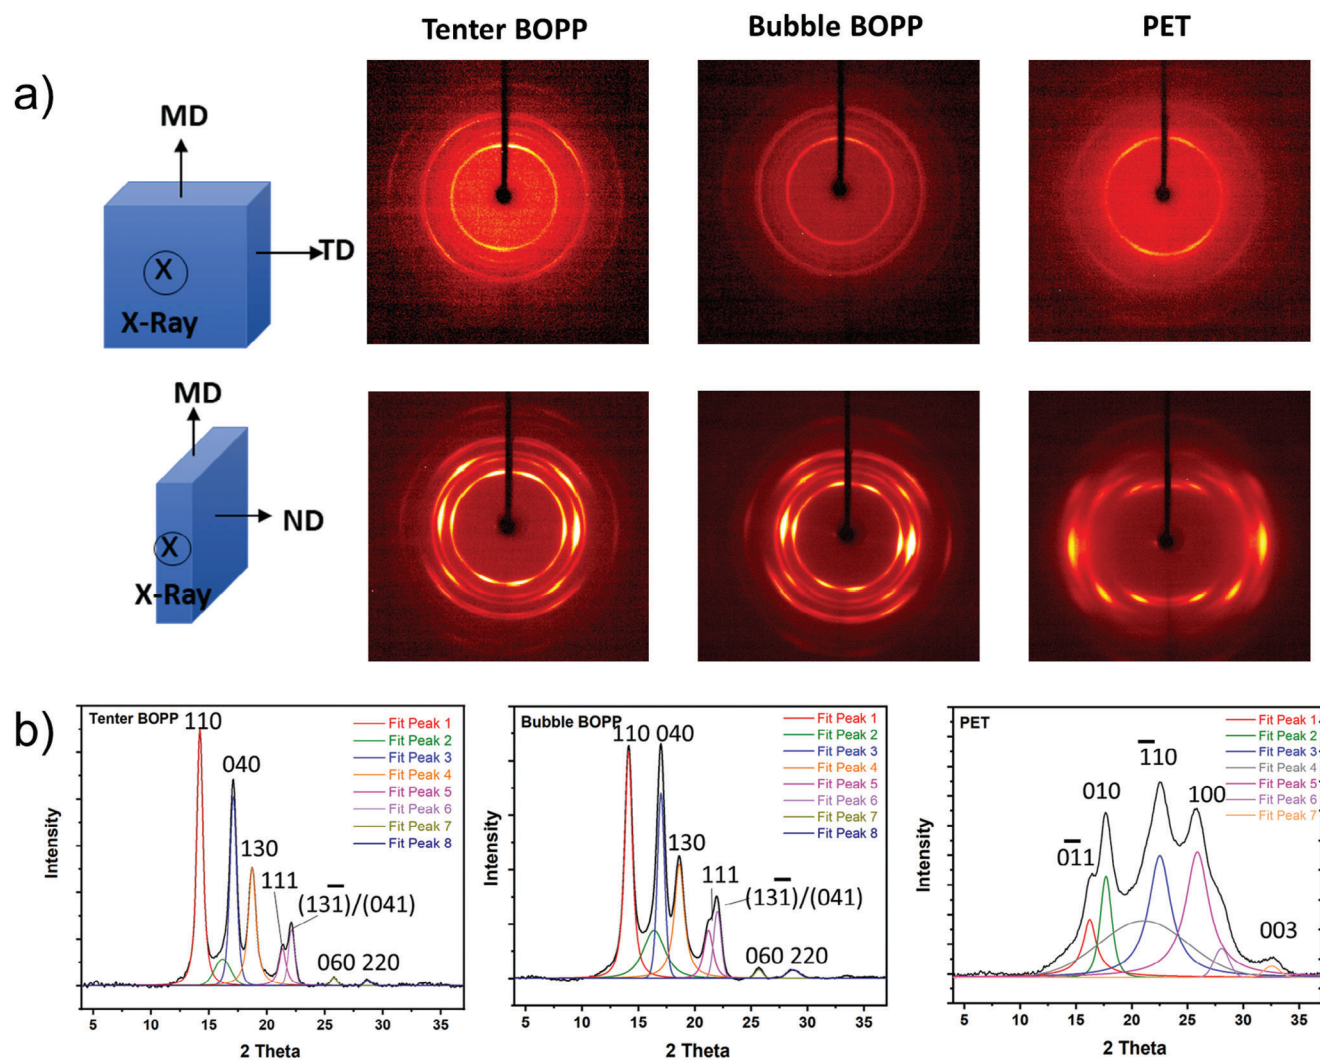 Tenter BOPP
Bubble BOPP
PET
a)
MD
TD
X
X-Ray
MD
ND
X
X-Ray
b)
Tenter BOPP
110
040
130
111
(13̅1)/(041)
060 220
Fit Peak 1
Fit Peak 2
Fit Peak 3
Fit Peak 4
Fit Peak 5
Fit Peak 6
Fit Peak 7
Fit Peak 8
Intensity
5 10 15 20 25 30 35
2 Theta
Bubble BOPP
110 040
130
111
(13̅1)/(041)
060 220
Fit Peak 1
Fit Peak 2
Fit Peak 3
Fit Peak 4
Fit Peak 5
Fit Peak 6
Fit Peak 7
Fit Peak 8
Intensity
5 10 15 20 25 30 35
2 Theta
PET
0̅11
010
1̅10
100
003
Fit Peak 1
Fit Peak 2
Fit Peak 3
Fit Peak 4
Fit Peak 5
Fit Peak 6
Fit Peak 7
Intensity
5 10 15 20 25 30 35
2 Theta